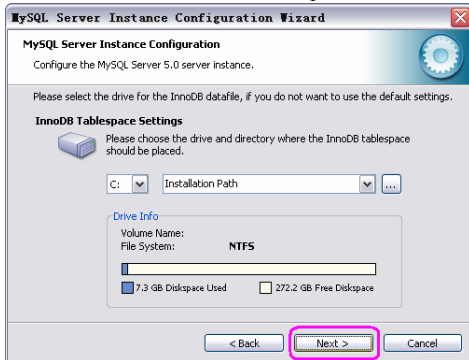 MySQL Server Instance Configuration Wizard
MySQL Server Instance Configuration
Configure the MySQL Server 5.0 server instance.
Please select the drive for the InnoDB datafile, if you do not want to use the default settings.
InnoDB Tablespace Settings
Please choose the drive and directory where the InnoDB tablespace
should be placed.
C: Installation Path ...
Drive Info
Volume Name:
File System: NTFS
7.3 GB Diskspace Used 272.2 GB Free Diskspace
< Back Next > Cancel